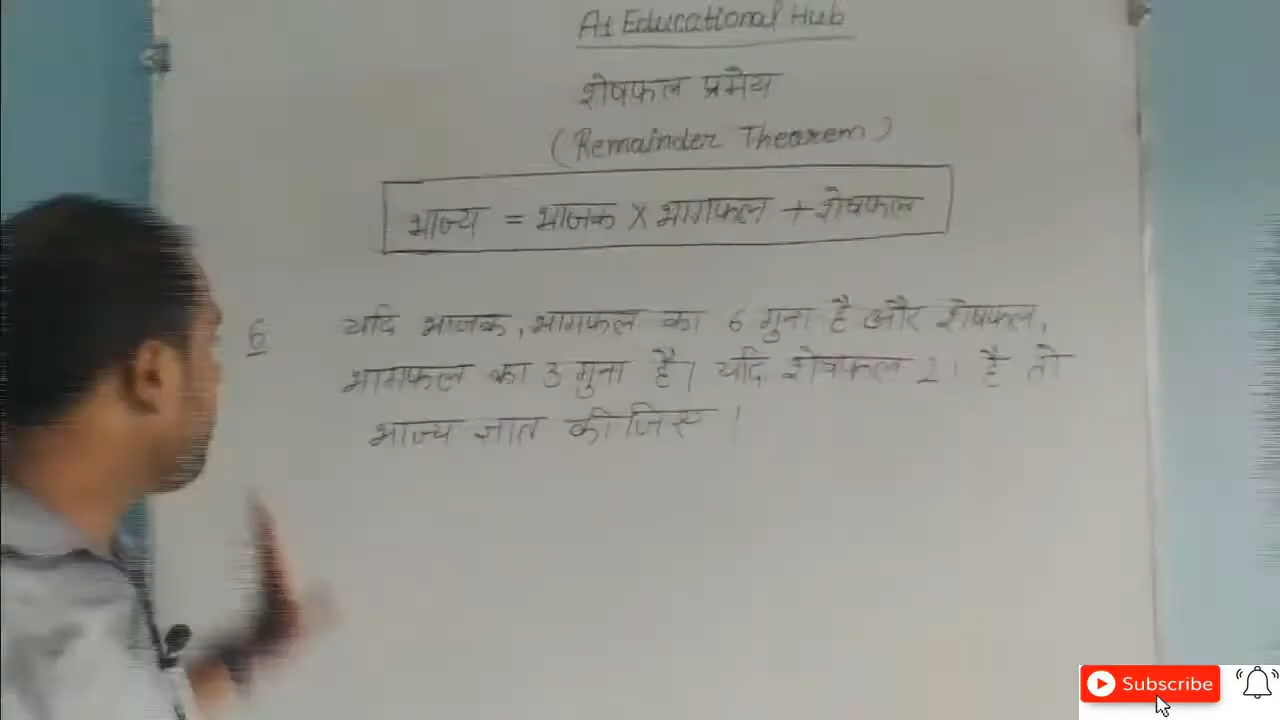 A1 Educational Hub
शेषफल प्रमेय
(Remainder Theorem)
भाज्य = भाजक × भागफल + शेषफल
6 यदि भाजक, भागफल का 6 गुना है और शेषफल,
भागफल का 3 गुना है। यदि शेषफल 21 है तो
भाज्य ज्ञात कीजिए।
Subscribe